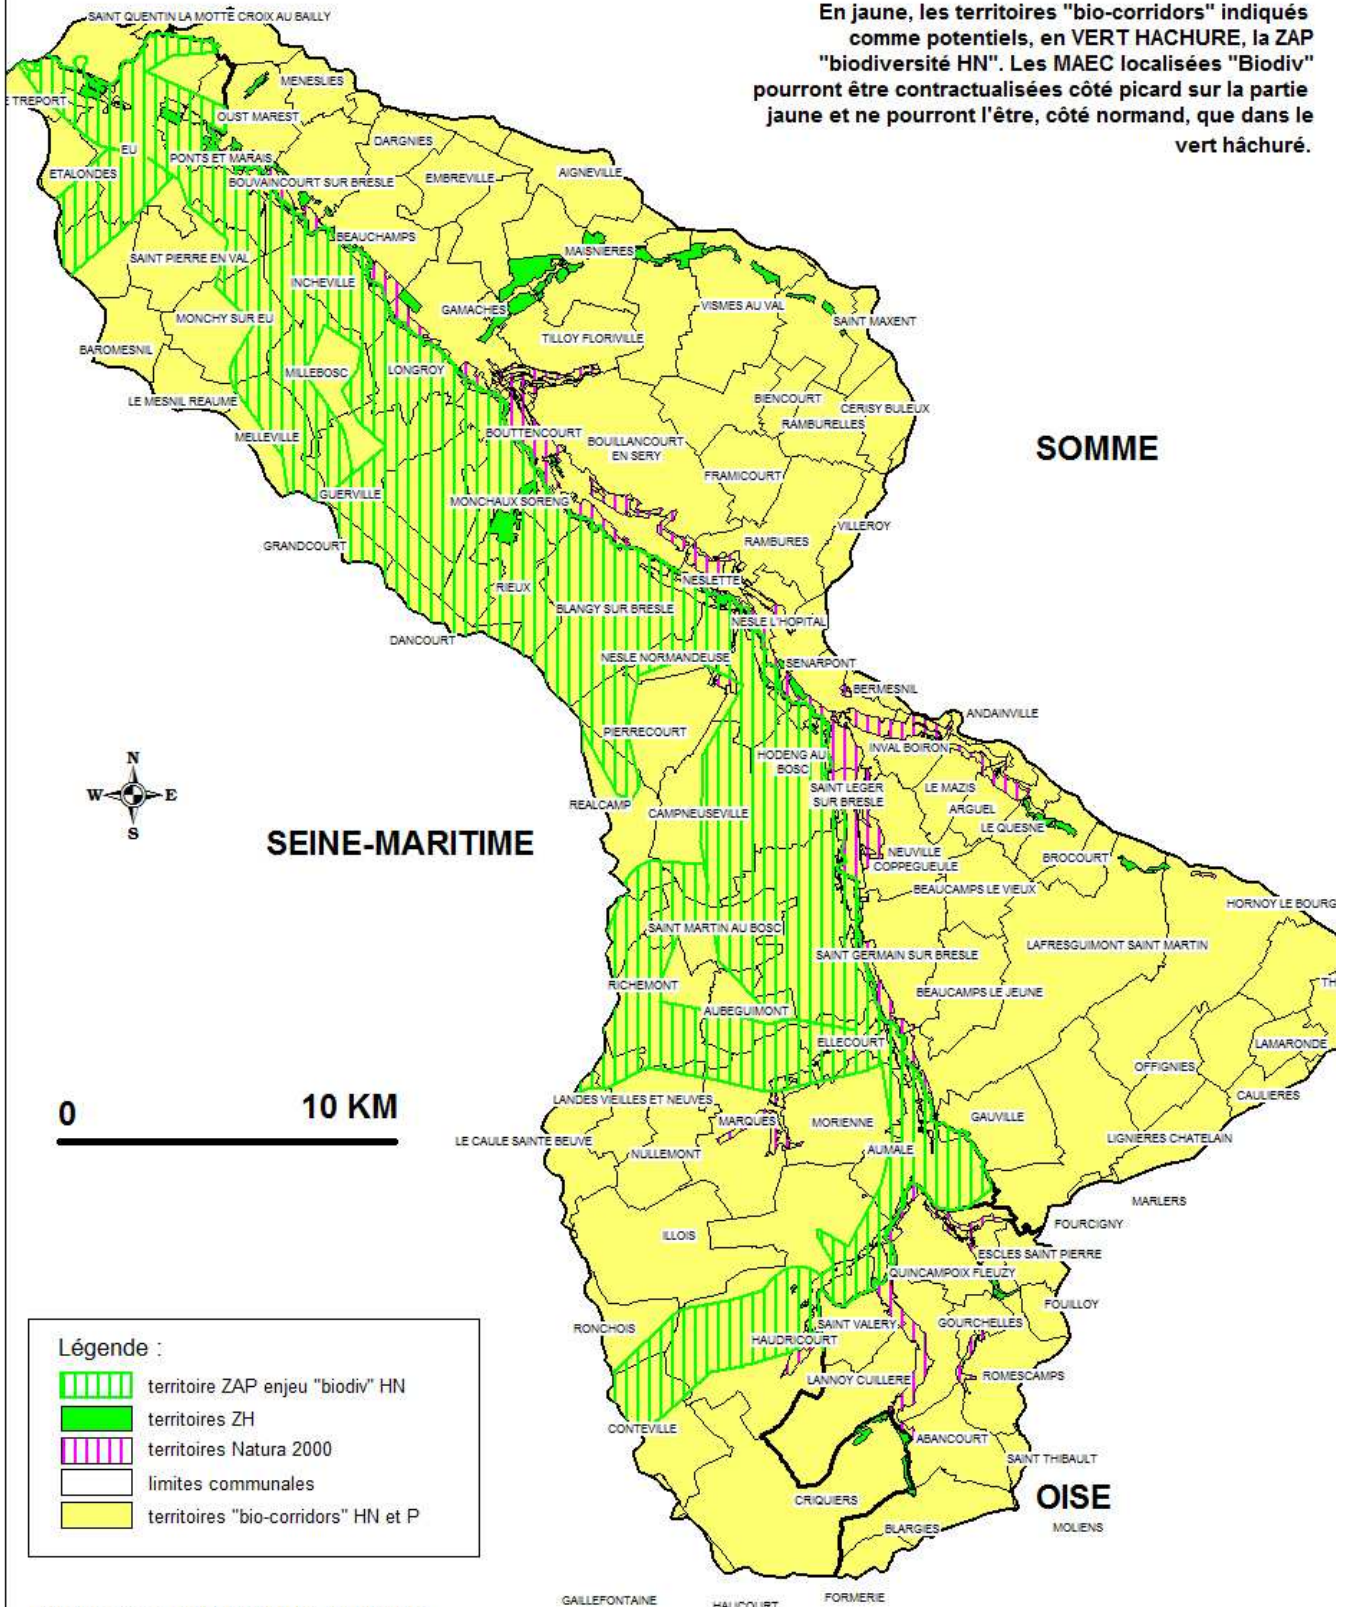 SAINT QUENTIN LA MOTTE CROIX AU BAILLY
En jaune, les territoires "bio-corridors" indiqués
comme potentiels, en VERT HACHURE, la ZAP
"biodiversité HN". Les MAEC localisées "Biodiv"
pourront être contractualisées côté picard sur la partie
jaune et ne pourront l'être, côté normand, que dans le
vert hâchuré.
MENESLIES
E TREPORT
OUST MAREST
DARGNIES
EU
PONTS ET MARAIS
ETALONDES
BOUVAINCOURT SUR BRESLE
EMBREVILLE
AIGNEVILLE
BEAUCHAMPS
MAISNIERES
SAINT PIERRE EN VAL
INCHEVILLE
GAMACHES
VISMES AU VAL
MONCHY SUR EU
SAINT MAXENT
TILLOY FLORIVILLE
BAROMESNIL
MILLEBOSC
LONGROY
LE MESNIL REAUME
BIENCOURT
CERISY BULEUX
RAMBURELLES
MELLEVILLE
BOUTTENCOURT
BOUILLANCOURT
EN SERY
SOMME
FRAMICOURT
GUERVILLE
MONCHAUX SORENG
VILLEROY
GRANDCOURT
RAMBURES
RIEUX
NESLETTE
BLANGY SUR BRESLE
NESLE L'HOPITAL
DANCOURT
NESLE NORMANDEUSE
SENARPONT
BERMESNIL
ANDAINVILLE
PIERRECOURT
HODENG AU
BOSC
INVAL BOIRON
N
W
E
S
SAINT LEGER
SUR BRESLE
LE MAZIS
REALCAMP
CAMPNEUSEVILLE
ARGUEL
LE QUESNE
SEINE-MARITIME
NEUVILLE
COPPEGUEULE
BROCOURT
BEAUCAMPS LE VIEUX
HORNOY LE BOURG
SAINT MARTIN AU BOSC
LAFRESGUIMONT SAINT MARTIN
SAINT GERMAIN SUR BRESLE
RICHEMONT
BEAUCAMPS LE JEUNE
TH
AUBEGUIMONT
ELLECOURT
LAMARONDE
OFFIGNIES
CAULIERES
0
10 KM
LANDES VIEILLES ET NEUVES
MARQUES
MORIENNE
GAUVILLE
LE CAULE SAINTE BEUVE
LIGNIERES CHATELAIN
NULLEMONT
AUMALE
MARLERS
FOURCIGNY
ILLOIS
ESCLES SAINT PIERRE
QUINCAMPOIX FLEUZY
FOUILLOY
RONCHOIS
SAINT VALERY
GOURCHELLES
HAUDRICOURT
LANNOY CUILLERE
ROMESCAMPS
CONTEVILLE
ABANCOURT
SAINT THIBAULT
CRIQUIERS
OISE
BLARGIES
MOLIENS
Légende :
territoire ZAP enjeu "biodiv" HN
territoires ZH
territoires Natura 2000
limites communales
territoires "bio-corridors" HN et P
GAILLEFONTAINE
HAUCOURT
FORMERIE